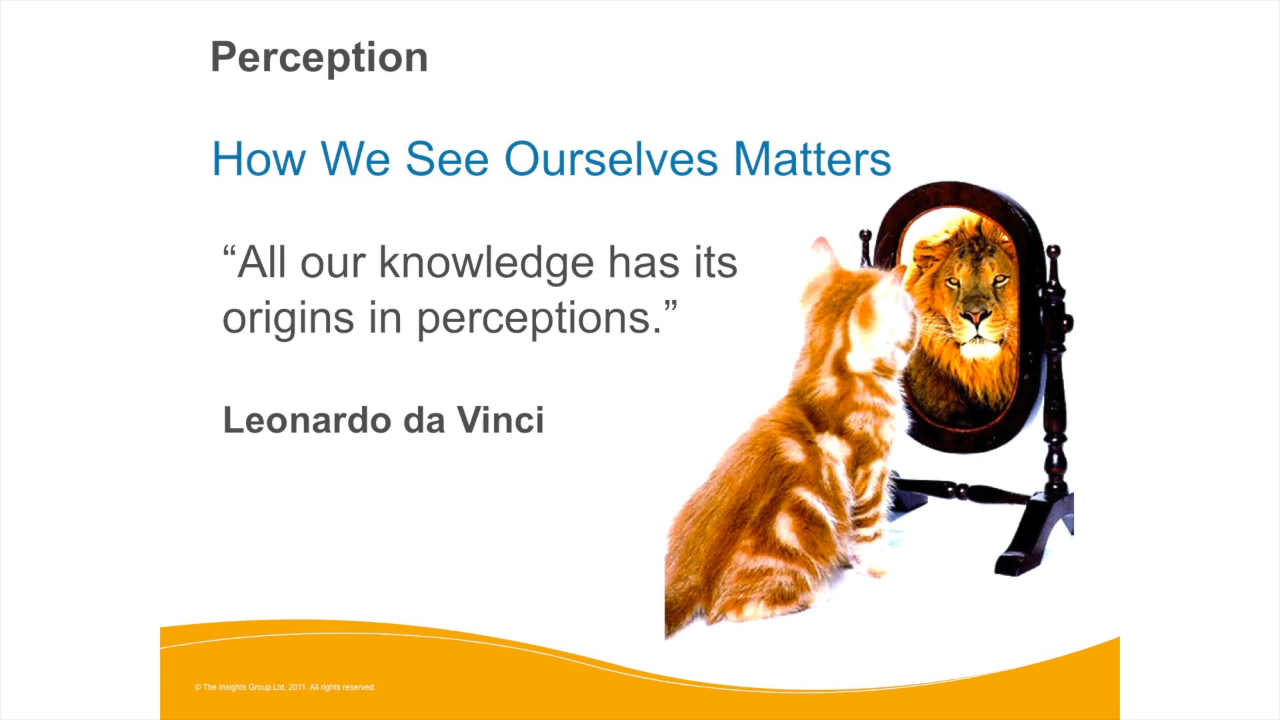 Perception
How We See Ourselves Matters
“All our knowledge has its
origins in perceptions.”
Leonardo da Vinci
© The Insights Group Ltd. 2011. All rights reserved.